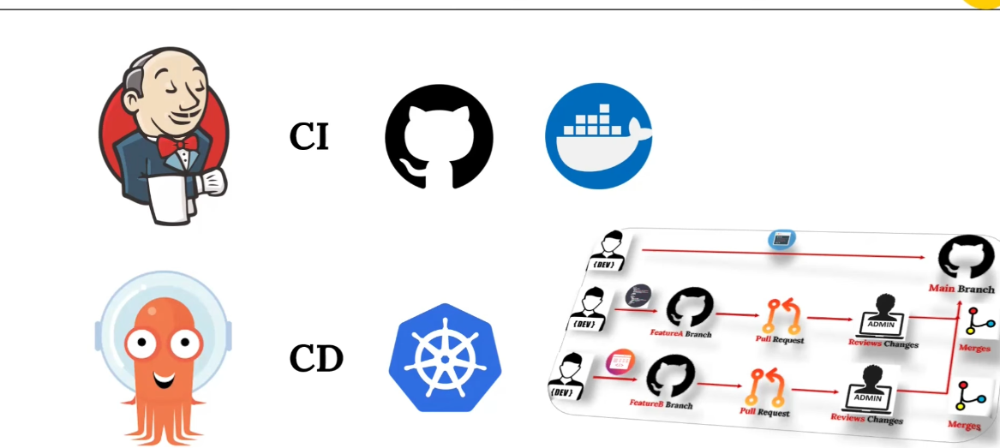 CI
CD
{DEV}
Main Branch
{DEV}
FeatureA Branch
Pull Request
ADMIN
Reviews Changes
Merges
{DEV}
FeatureB Branch
Pull Request
ADMIN
Reviews Changes
Merges